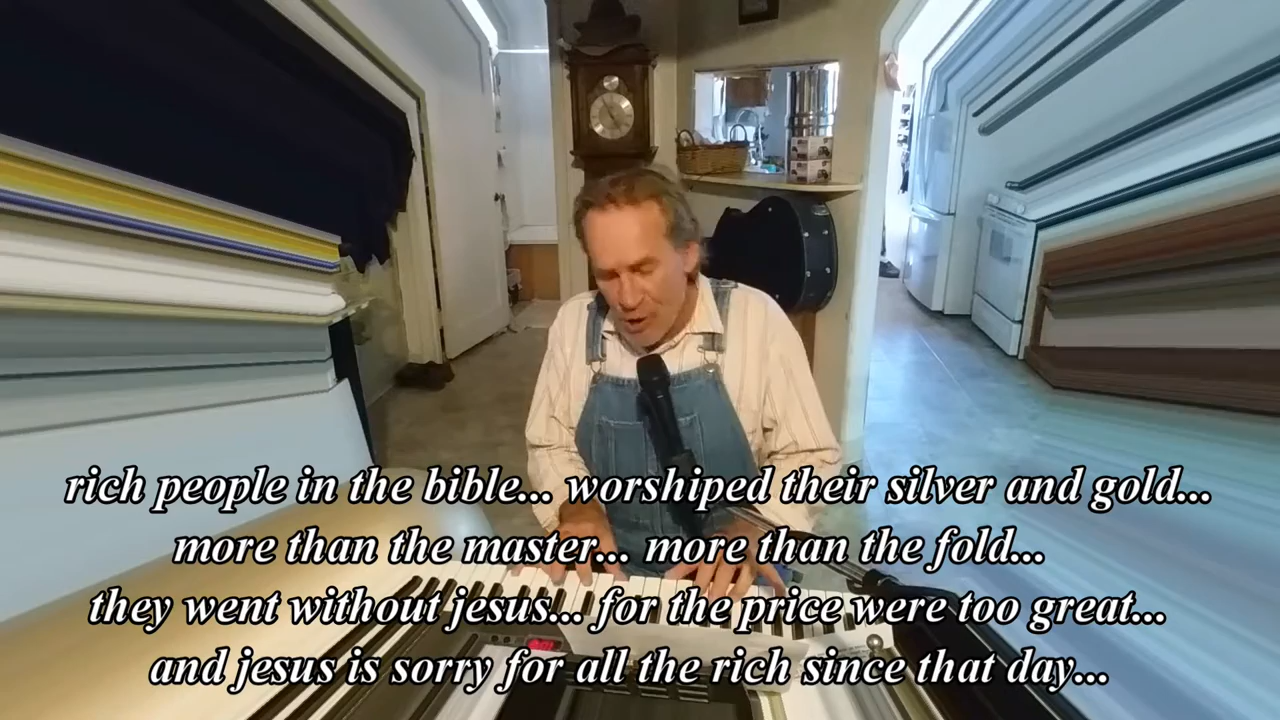 rich people in the bible... worshiped their silver and gold...
more than the master... more than the fold...
they went without jesus... for the price were too great...
and jesus is sorry for all the rich since that day...